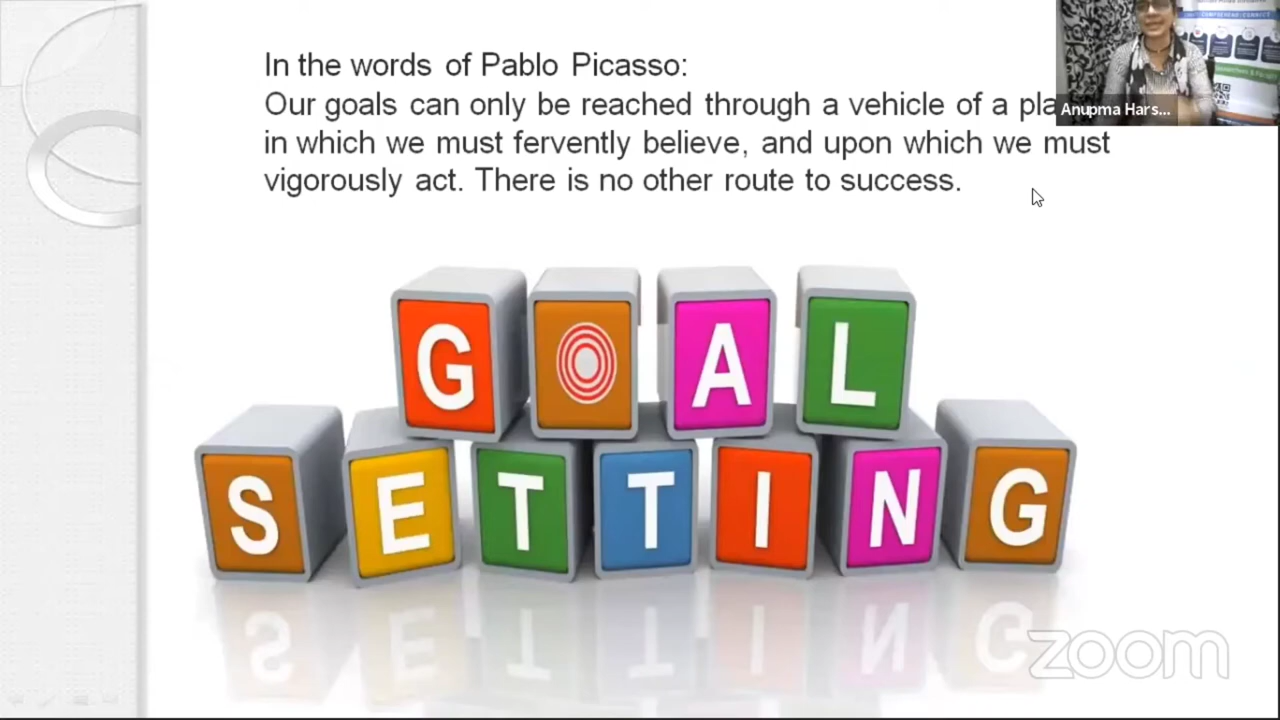 In the words of Pablo Picasso:
Our goals can only be reached through a vehicle of a
in which we must fervently believe, and upon which we must
vigorously act. There is no other route to success.
Anupma Hars...
GOAL
SETTING
zoom